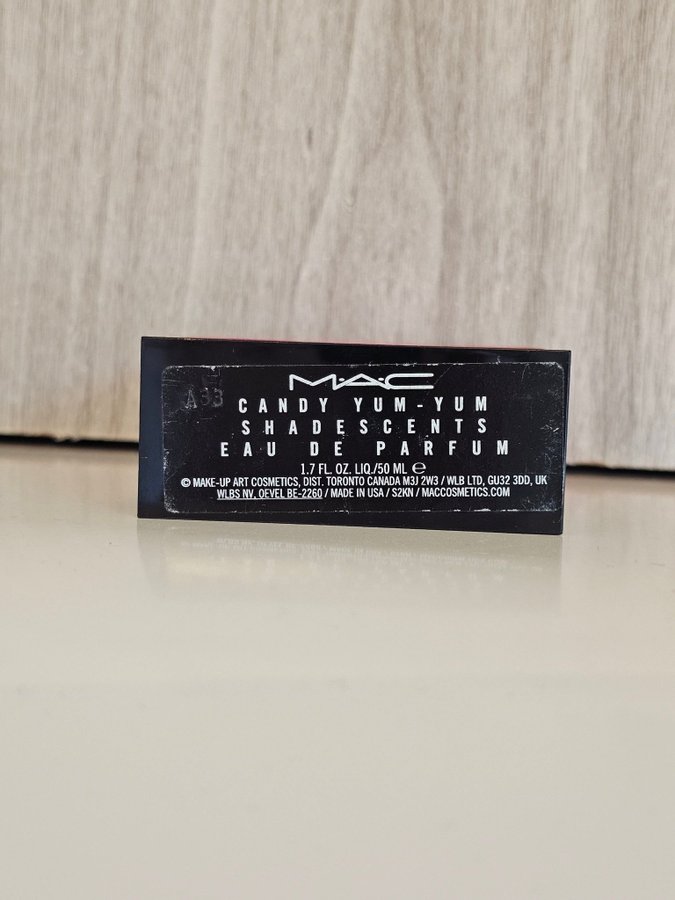 M·A·C
A33
CANDY YUM-YUM
SHADESCENTS
EAU DE PARFUM
1.7 FL. OZ. LIQ./50 ML ℮
© MAKE-UP ART COSMETICS, DIST. TORONTO CANADA M3J 2W3 / WLB LTD, GU32 3DD, UK
WLBS NV, OEVEL BE-2260 / MADE IN USA / S2KN / MACCOSMETICS.COM